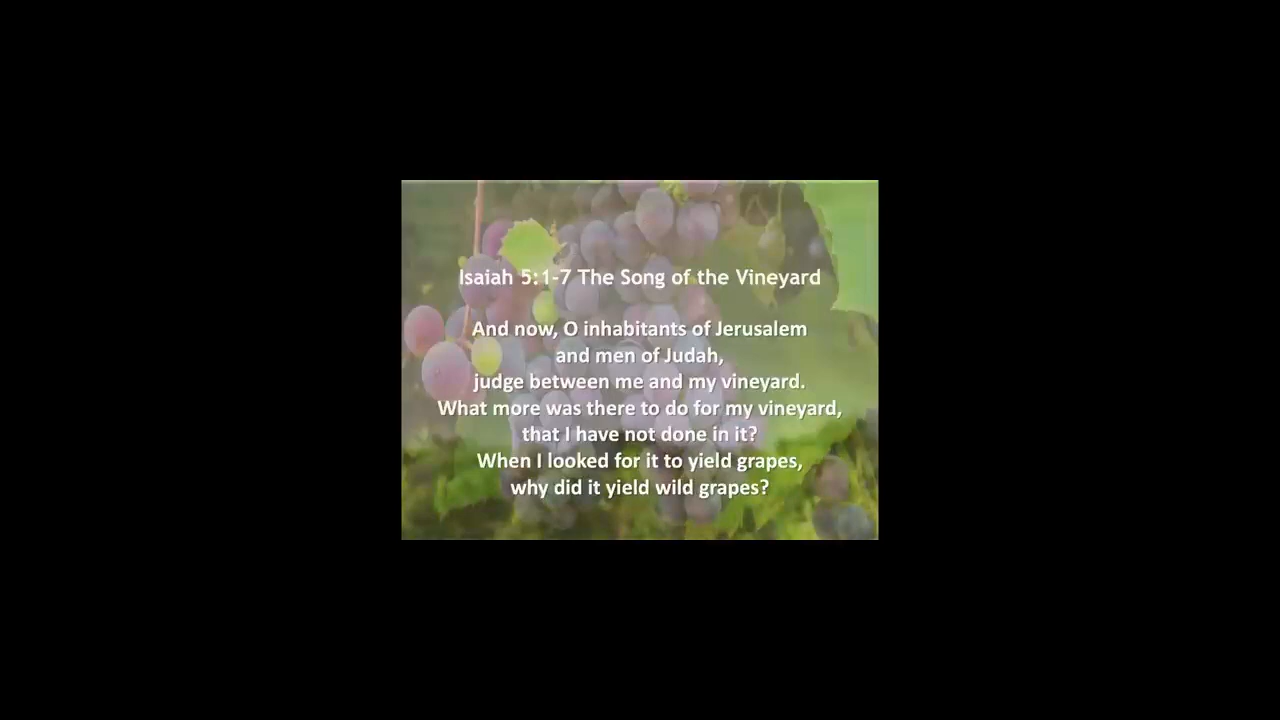 Isaiah 5:1-7 The Song of the Vineyard
And now, O inhabitants of Jerusalem
and men of Judah,
judge between me and my vineyard.
What more was there to do for my vineyard,
that I have not done in it?
When I looked for it to yield grapes,
why did it yield wild grapes?